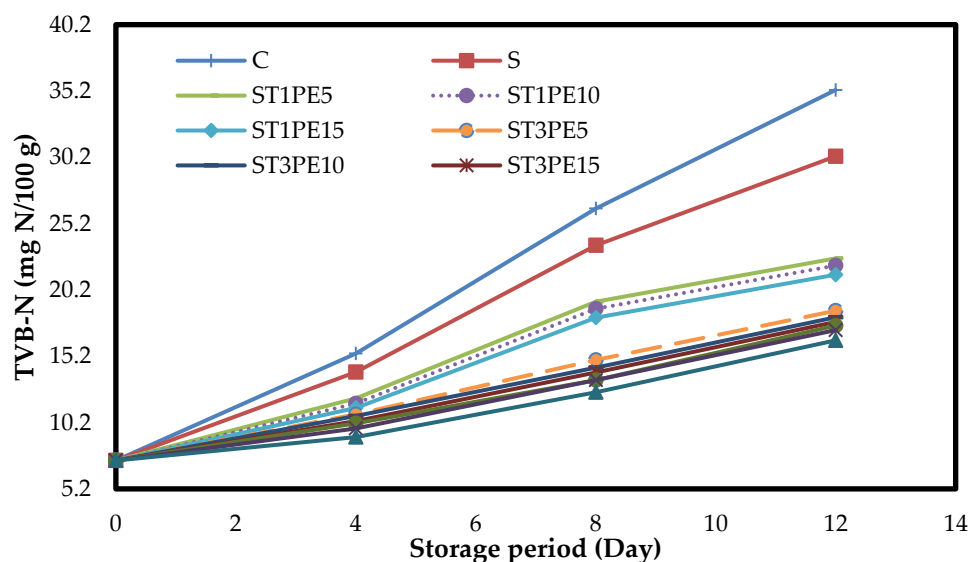 40.2
35.2
30.2
25.2
20.2
15.2
10.2
5.2
TVB-N (mg N/100 g)
C S
ST1PE5 ST1PE10
ST1PE15 ST3PE5
ST3PE10 ST3PE15
0 2 4 6 8 10 12 14
Storage period (Day)